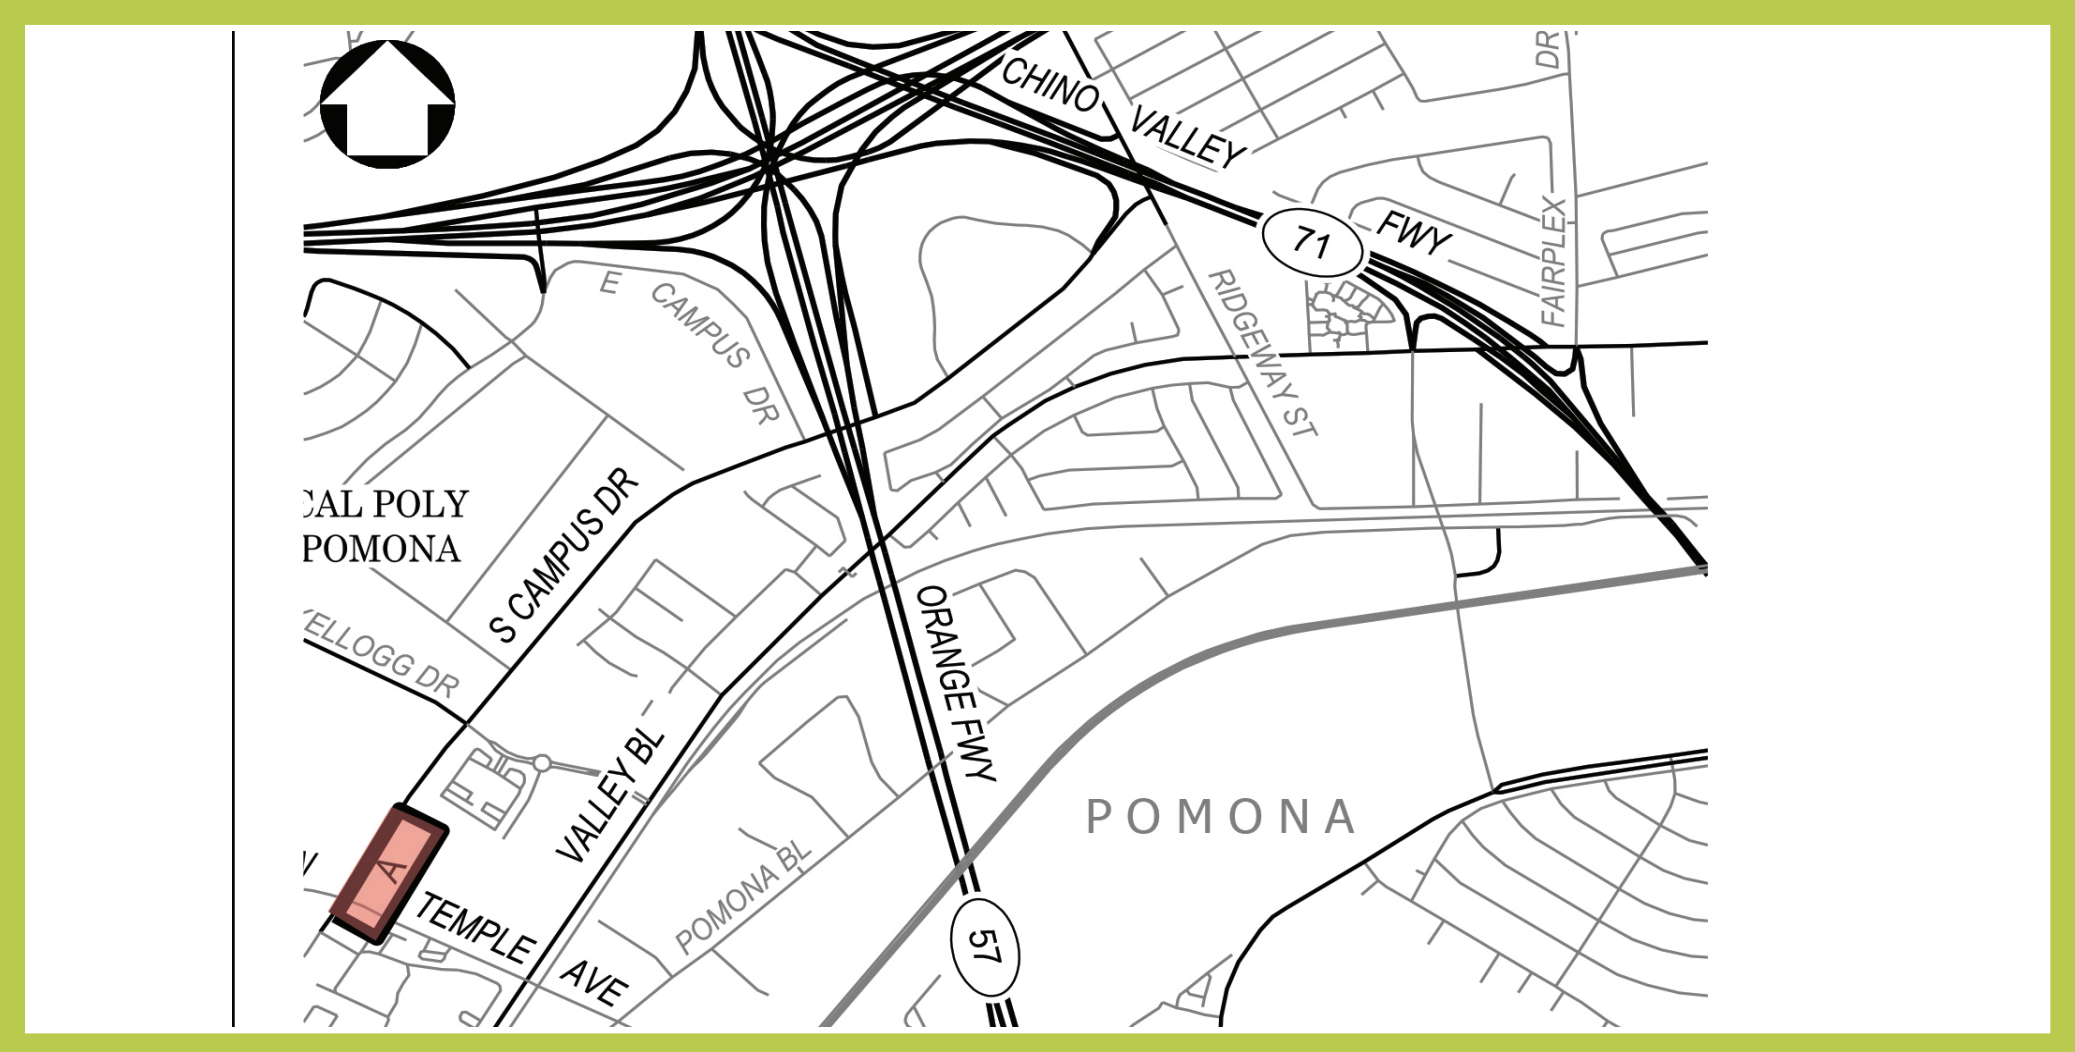 DR
CHINO
VALLEY
FWY
71
FAIRPLEX
E CAMPUS DR
RIDGEWAY ST
CAL POLY
POMONA
S CAMPUS DR
ELLOGG DR
ORANGE FWY
VALLEY BL
POMONA
A
TEMPLE
AVE
POMONA BL
57